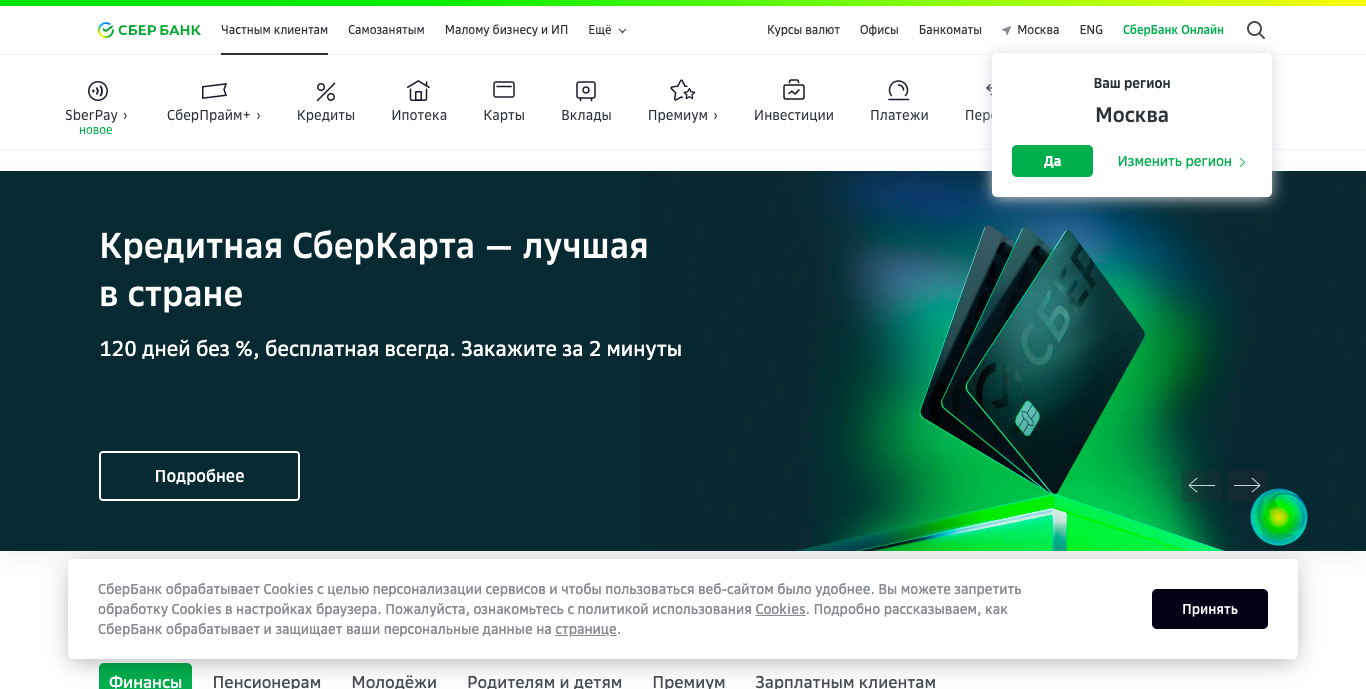 СБЕР БАНК
Частным клиентам
Самозанятым
Малому бизнесу и ИП
Ещё
Курсы валют
Офисы
Банкоматы
Москва
ENG
СберБанк Онлайн
SberPay ›
новое
СберПрайм+ ›
Кредиты
Ипотека
Карты
Вклады
Премиум ›
Инвестиции
Платежи
Ваш регион
Москва
Да
Изменить регион
Кредитная СберКарта — лучшая
в стране
120 дней без %, бесплатная всегда. Закажите за 2 минуты
Подробнее
СБЕР
СберБанк обрабатывает Cookies с целью персонализации сервисов и чтобы пользоваться веб-сайтом было удобнее. Вы можете запретить
обработку Cookies в настройках браузера. Пожалуйста, ознакомьтесь с политикой использования Cookies. Подробно рассказываем, как
СберБанк обрабатывает и защищает ваши персональные данные на странице.
Принять
Финансы
Пенсионерам
Молодёжи
Родителям и детям
Премиум
Зарплатным клиентам